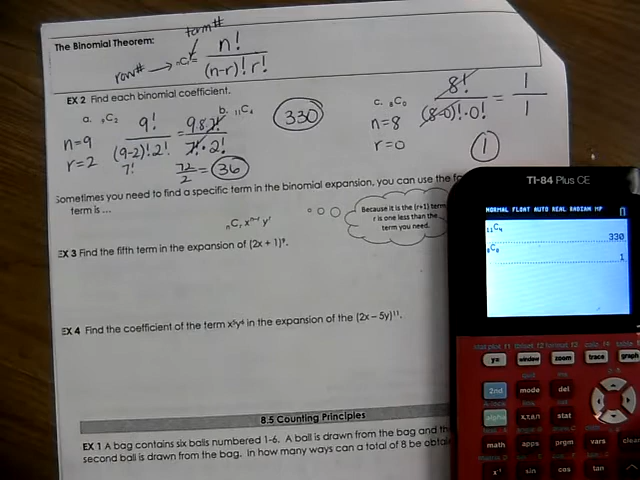 term#
The Binomial Theorem:
row# → nCr = n! / (n-r)! r!
EX 2 Find each binomial coefficient.
a. 9C2
n=9
r=2
9! / (9-2)! 2! = 9·8·7! / 7!·2!
7!
72/2 = 36
b. 11C4
330
c. 8C0
n=8
r=0
8! / (8-0)!·0! = 1/1
1
Sometimes you need to find a specific term in the binomial expansion, you can use the
term is ...
nCr xⁿ⁻ʳ yʳ
Because it is the (r+1) term
r is one less than the
term you need.
EX 3 Find the fifth term in the expansion of (2x + 1)⁹.
EX 4 Find the coefficient of the term x⁵y⁶ in the expansion of the (2x – 5y)¹¹.
8.5 Counting Principles
EX 1 A bag contains six balls numbered 1-6. A ball is drawn from the bag and
second ball is drawn from the bag. In how many ways can a total of 8 be
TI-84 Plus CE
NORMAL FLOAT AUTO REAL RADIAN MP
11C4
330
8C0
1
y= window zoom trace graph
2nd mode del
alpha x,t,θ,n stat
math apps prgm vars clear
x⁻¹ sin cos tan